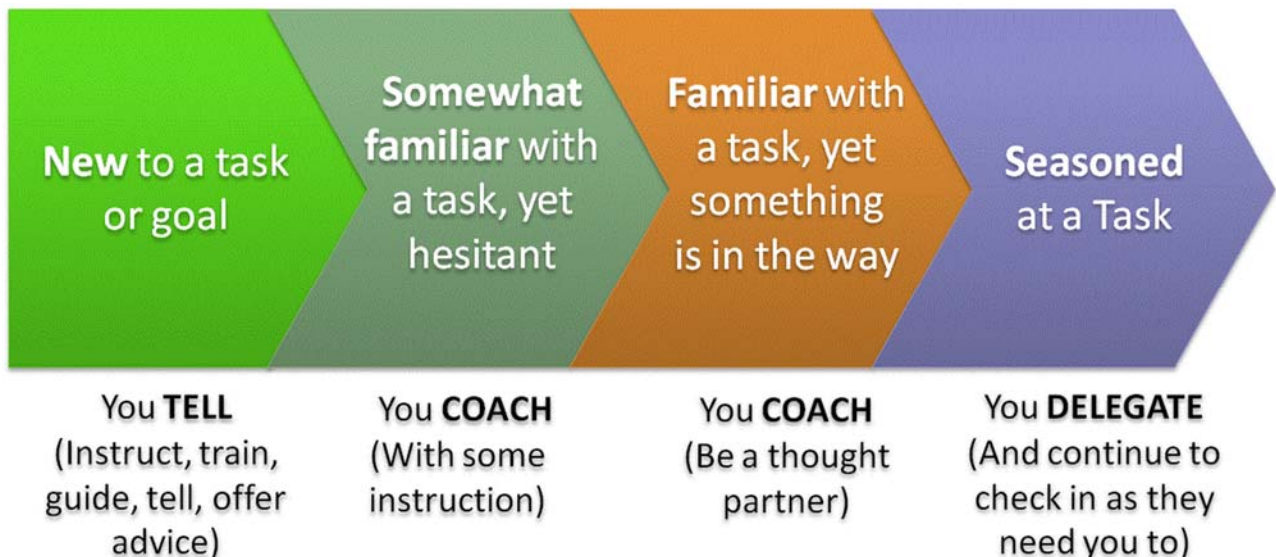 New to a task
or goal
Somewhat
familiar with
a task, yet
hesitant
Familiar with
a task, yet
something
is in the way
Seasoned
at a Task
You TELL
(Instruct, train,
guide, tell, offer
advice)
You COACH
(With some
instruction)
You COACH
(Be a thought
partner)
You DELEGATE
(And continue to
check in as they
need you to)